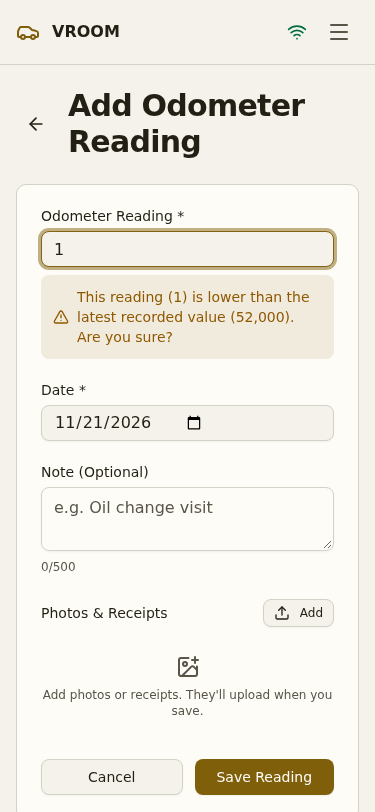 VROOM
Add Odometer
Reading
Odometer Reading *
1
This reading (1) is lower than the
latest recorded value (52,000).
Are you sure?
Date *
11/21/2026
Note (Optional)
e.g. Oil change visit
0/500
Photos & Receipts
Add
Add photos or receipts. They'll upload when you
save.
Cancel
Save Reading